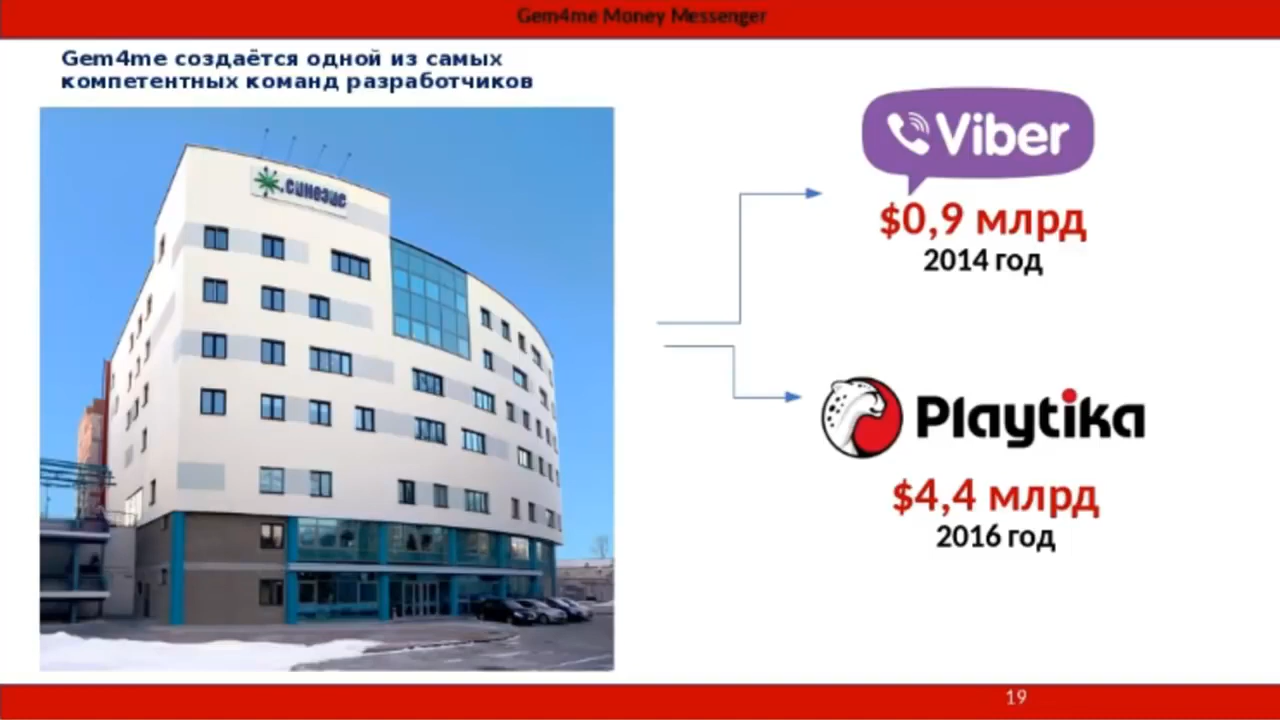 Gem4me Money Messenger
Gem4me создаётся одной из самых
компетентных команд разработчиков
синезис
Viber
$0,9 млрд
2014 год
Playtika
$4,4 млрд
2016 год
19